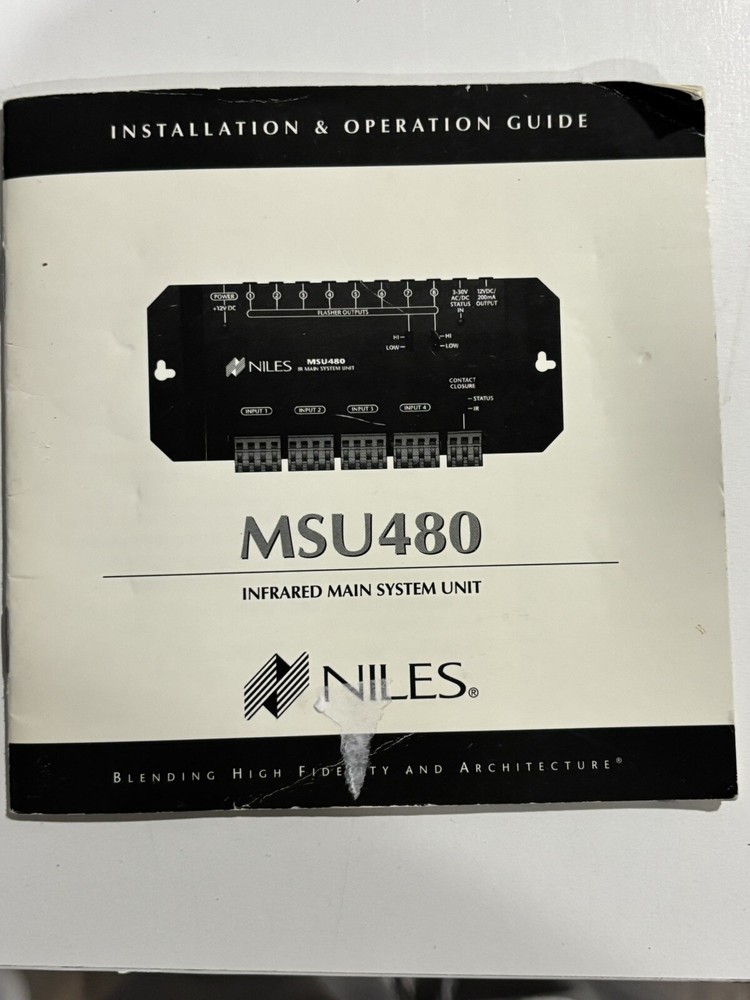 INSTALLATION & OPERATION GUIDE
POWER 1 2 3 4 5 6 7 8 3-30V 12VDC/
+12V DC AC/DC 200mA
STATUS OUTPUT
IN
FLASHER OUTPUTS
HI HI
LOW LOW
NILES MSU480
IR MAIN SYSTEM UNIT
CONTACT
CLOSURE
STATUS
IR
INPUT 1 INPUT 2 INPUT 3 INPUT 4
MSU480
INFRARED MAIN SYSTEM UNIT
NILES®
BLENDING HIGH FIDELITY AND ARCHITECTURE®